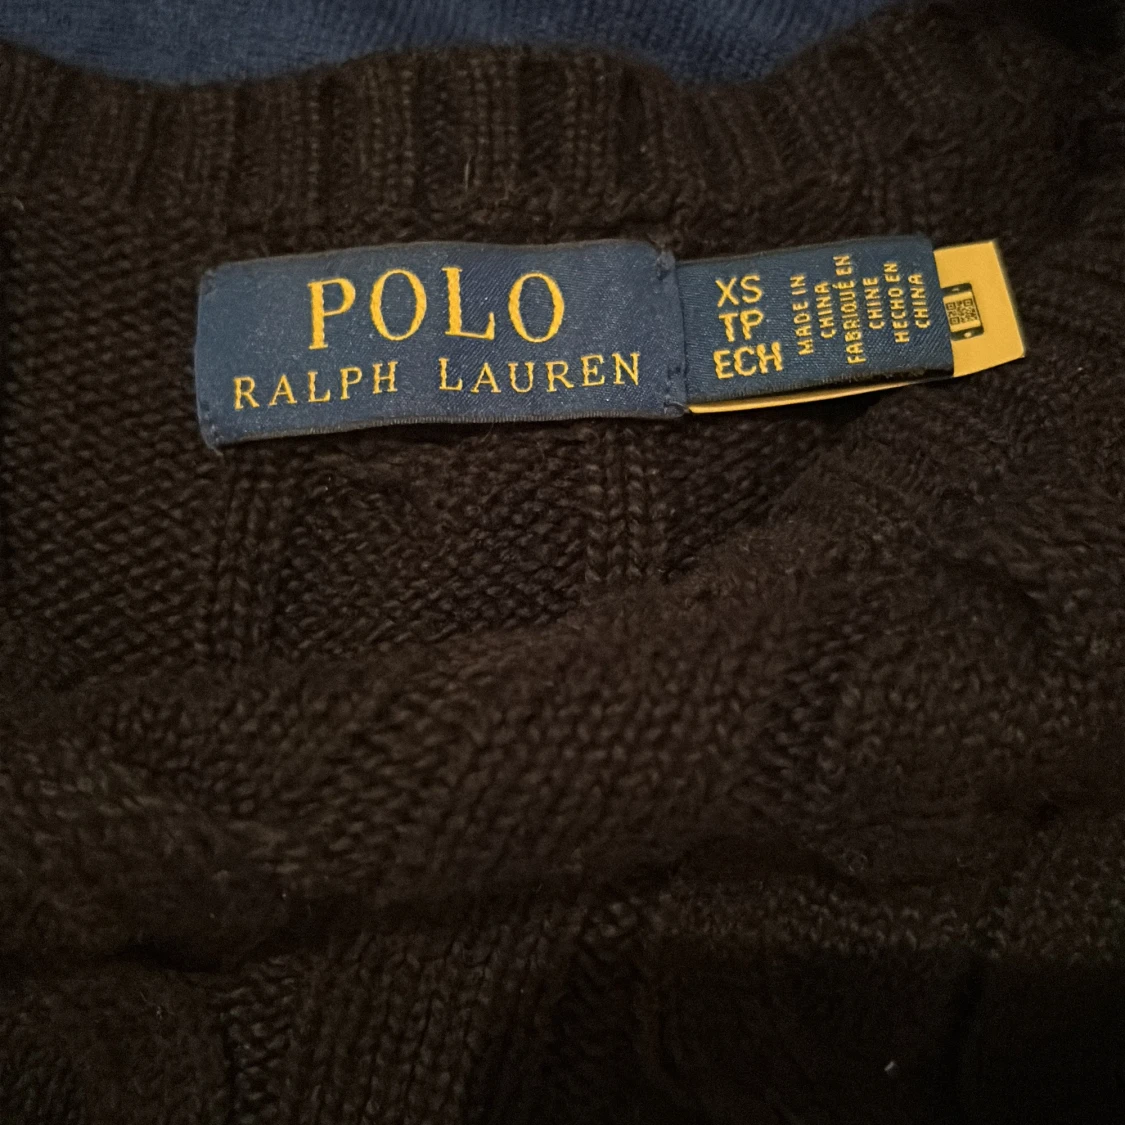 POLO
RALPH LAUREN
XS
TP
ECH
MADE IN
CHINA
FABRIQUÉ EN
CHINE
HECHO EN
CHINA